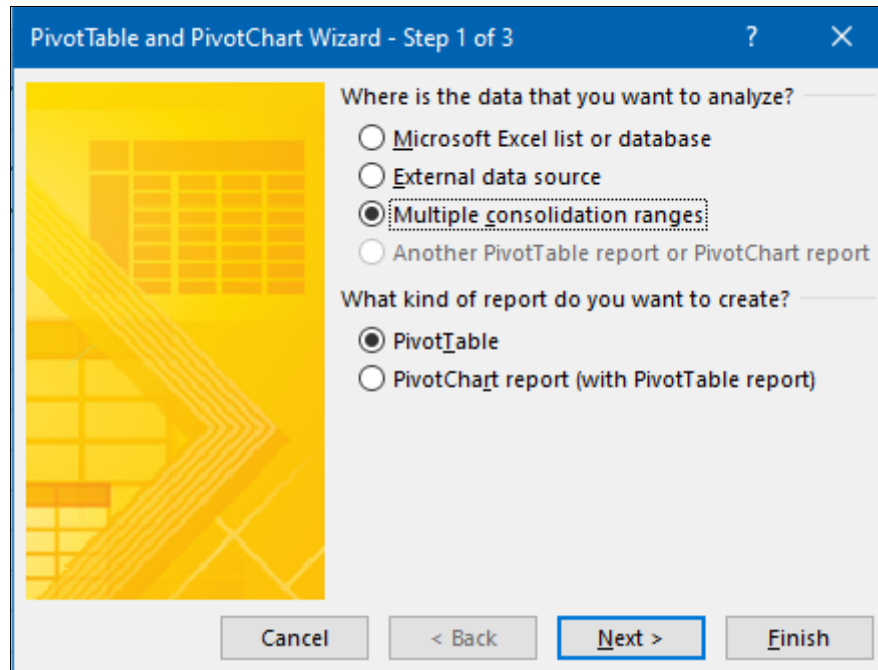 PivotTable and PivotChart Wizard - Step 1 of 3 ?
Where is the data that you want to analyze?
Microsoft Excel list or database
External data source
Multiple consolidation ranges
Another PivotTable report or PivotChart report
What kind of report do you want to create?
PivotTable
PivotChart report (with PivotTable report)
Cancel < Back Next > Finish